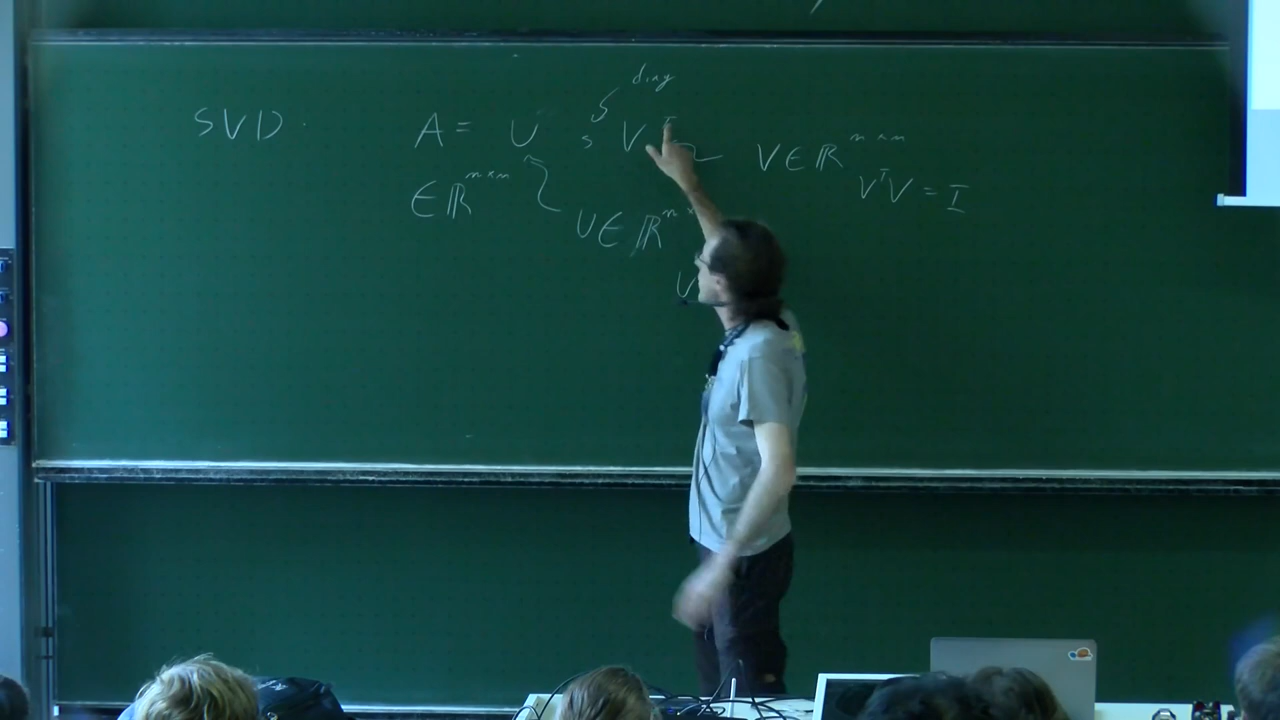 diag
SVD. A = U S V^T V ∈ ℝ^{n×n}
∈ ℝ^{m×n} V^T V = I
U ∈ ℝ
U